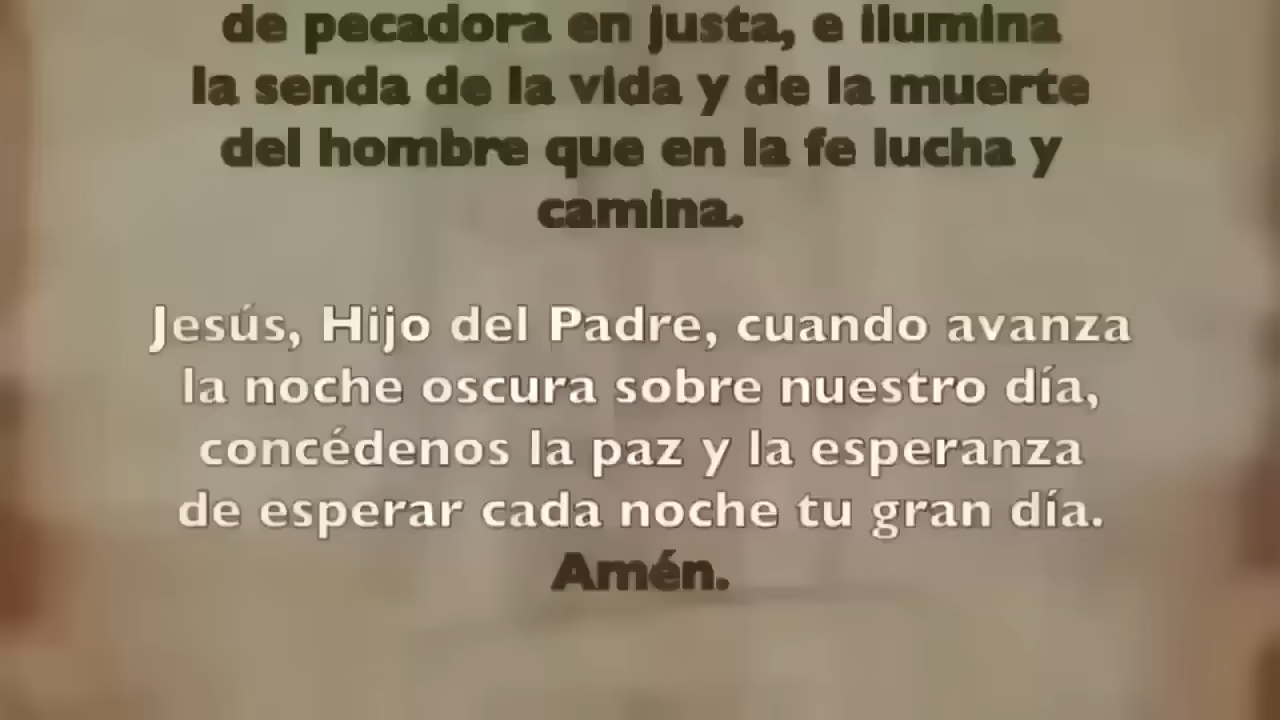 de pecadora en justa, e ilumina
la senda de la vida y de la muerte
del hombre que en la fe lucha y
camina.
Jesús, Hijo del Padre, cuando avanza
la noche oscura sobre nuestro día,
concédenos la paz y la esperanza
de esperar cada noche tu gran día.
Amén.